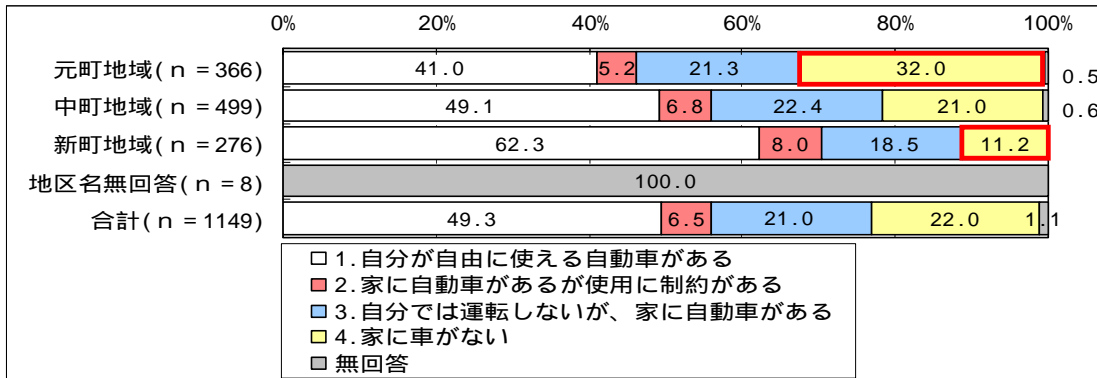 0% 20% 40% 60% 80% 100%
元町地域(n=366) 41.0 5.2 21.3 32.0 0.5
中町地域(n=499) 49.1 6.8 22.4 21.0 0.6
新町地域(n=276) 62.3 8.0 18.5 11.2
地区名無回答(n=8) 100.0
合計(n=1149) 49.3 6.5 21.0 22.0 1.1
1.自分が自由に使える自動車がある
2.家に自動車があるが使用に制約がある
3.自分では運転しないが、家に自動車がある
4.家に車がない
無回答